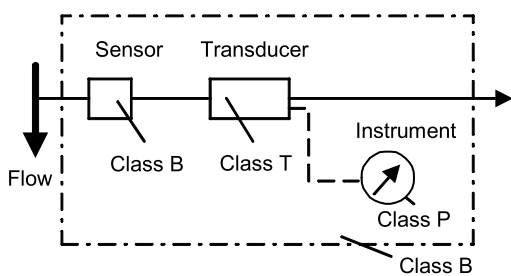 Sensor Transducer
Instrument
Class B Class T
Flow
Class P
Class B